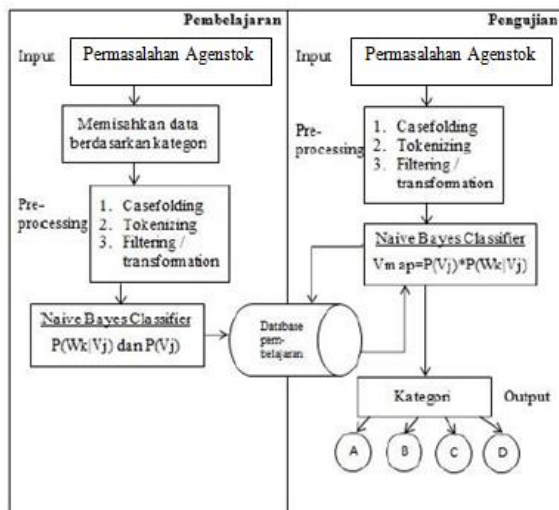 Pembelajaran
Input
Permasalahan Agenstok
Memisahkan data
berdasarkan kategori
Pre-
processing
1. Casefolding
2. Tokenizing
3. Filtering /
transformation
Naive Bayes Classifier
P(Wk|Vj) dan P(Vj)
Database
pem-
belajaran
Pengujian
Input
Permasalahan Agenstok
Pre-
processing
1. Casefolding
2. Tokenizing
3. Filtering /
transformation
Naive Bayes Classifier
Vm ap=P(Vj)*P(Wk|Vj)
Kategori
Output
A
B
C
D